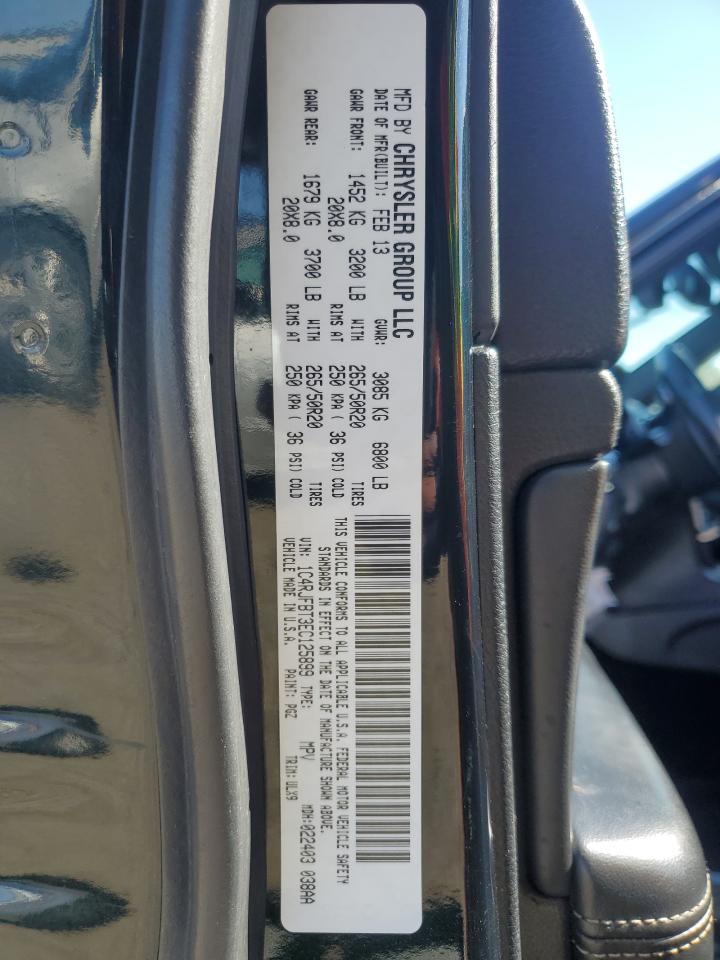 MFD BY CHRYSLER GROUP LLC
DATE OF MFR(BUILT): FEB 13 GVWR: 3085 KG 6800 LB
GAWR FRONT: 1452 KG 3200 LB WITH 265/50R20 TIRES
20X8.0 RIMS AT 250 KPA ( 36 PSI) COLD
GAWR REAR: 1679 KG 3700 LB WITH 265/50R20 TIRES
20X8.0 RIMS AT 250 KPA ( 36 PSI) COLD
THIS VEHICLE CONFORMS TO ALL APPLICABLE U.S.A. FEDERAL MOTOR VEHICLE SAFETY
STANDARDS IN EFFECT ON THE DATE OF MANUFACTURE SHOWN ABOVE.
VIN: 1C4RJFBT3EC125899 TYPE: MPV MDH:022403 038AA
VEHICLE MADE IN U.S.A. PAINT: PGZ TRIM: ULX9